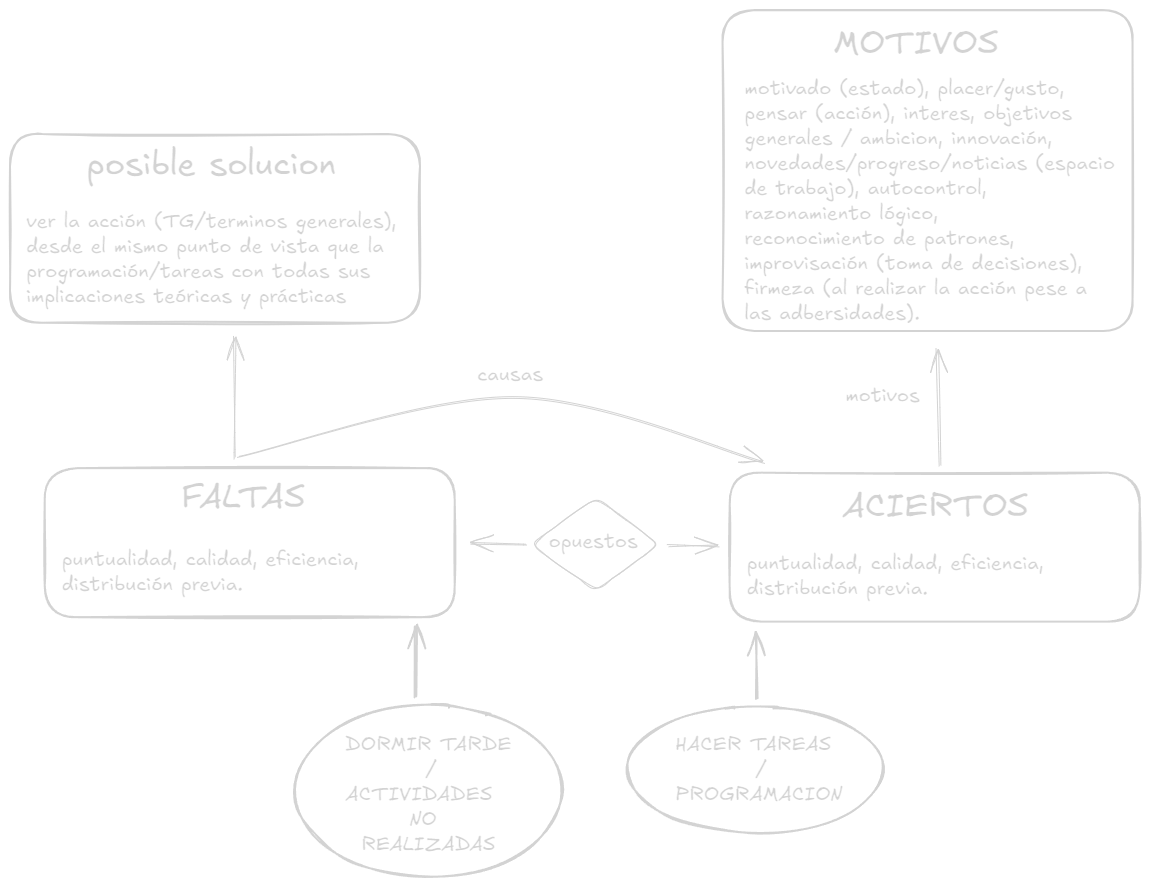 MOTIVOS
motivado (estado), placer/gusto,
pensar (acción), interes, objetivos
generales / ambicion, innovación,
novedades/progreso/noticias (espacio
de trabajo), autocontrol,
razonamiento lógico,
reconocimiento de patrones,
improvisación (toma de decisiones),
firmeza (al realizar la acción pese a
las adbersidades).
posible solucion
ver la acción (TG/terminos generales),
desde el mismo punto de vista que la
programación/tareas con todas sus
implicaciones teóricas y prácticas
causas
motivos
FALTAS
puntualidad, calidad, eficiencia,
distribución previa.
opuestos
ACIERTOS
puntualidad, calidad, eficiencia,
distribución previa.
DORMIR TARDE
/
ACTIVIDADES
NO
REALIZADAS
HACER TAREAS
/
PROGRAMACION